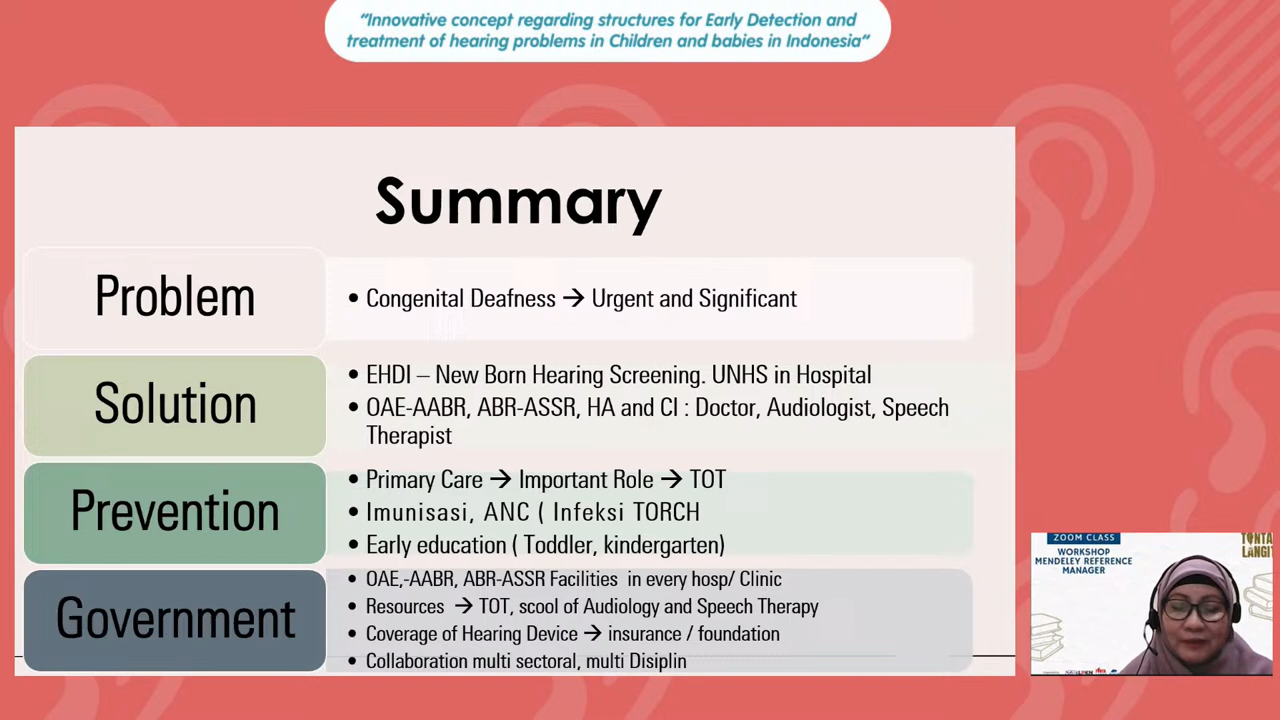 “Innovative concept regarding structures for Early Detection and
treatment of hearing problems in Children and babies in Indonesia”
Summary
Problem
• Congenital Deafness → Urgent and Significant
Solution
• EHDI – New Born Hearing Screening. UNHS in Hospital
• OAE-AABR, ABR-ASSR, HA and CI : Doctor, Audiologist, Speech
Therapist
Prevention
• Primary Care → Important Role → TOT
• Imunisasi, ANC ( Infeksi TORCH
• Early education ( Toddler, kindergarten)
Government
• OAE,-AABR, ABR-ASSR Facilities in every hosp/ Clinic
• Resources → TOT, scool of Audiology and Speech Therapy
• Coverage of Hearing Device → insurance / foundation
• Collaboration multi sectoral, multi Disiplin
ZOOM CLASS
WORKSHOP
MENDELEY REFERENCE
MANAGER